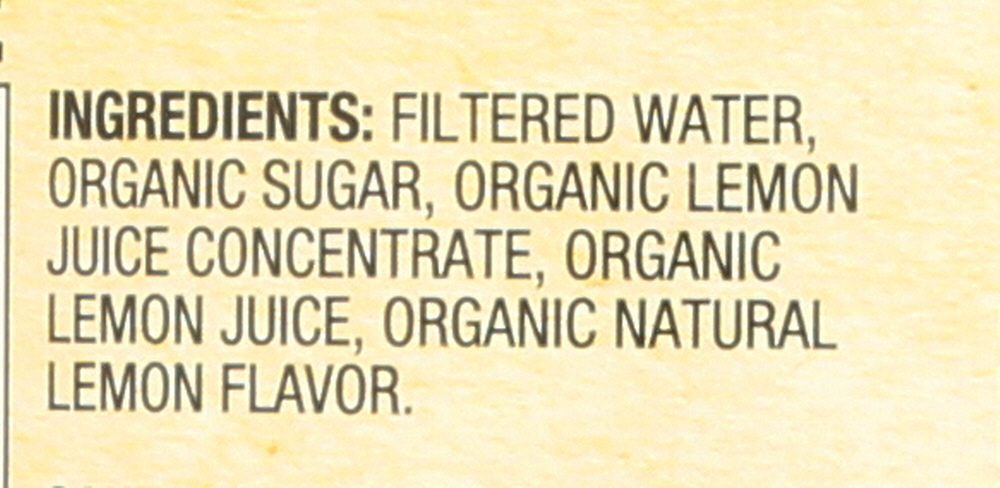 INGREDIENTS: FILTERED WATER,
ORGANIC SUGAR, ORGANIC LEMON
JUICE CONCENTRATE, ORGANIC
LEMON JUICE, ORGANIC NATURAL
LEMON FLAVOR.